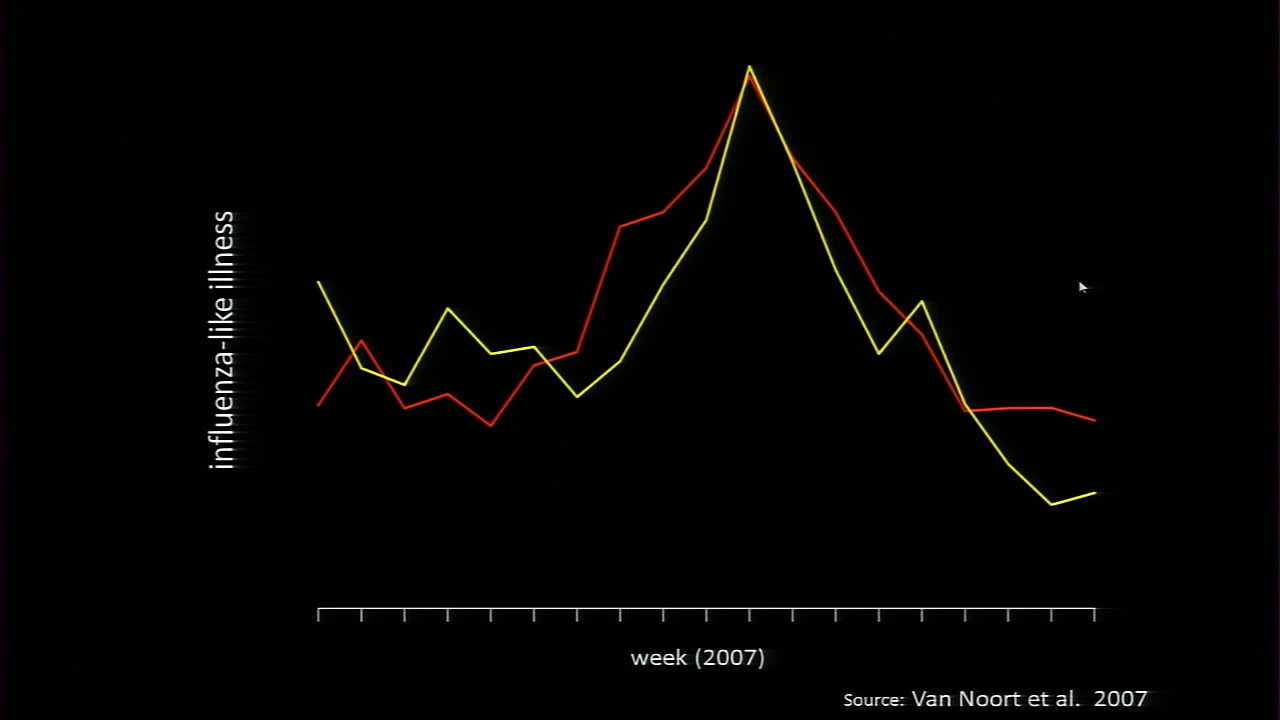 influenza-like illness
week (2007)
Source: Van Noort et al. 2007